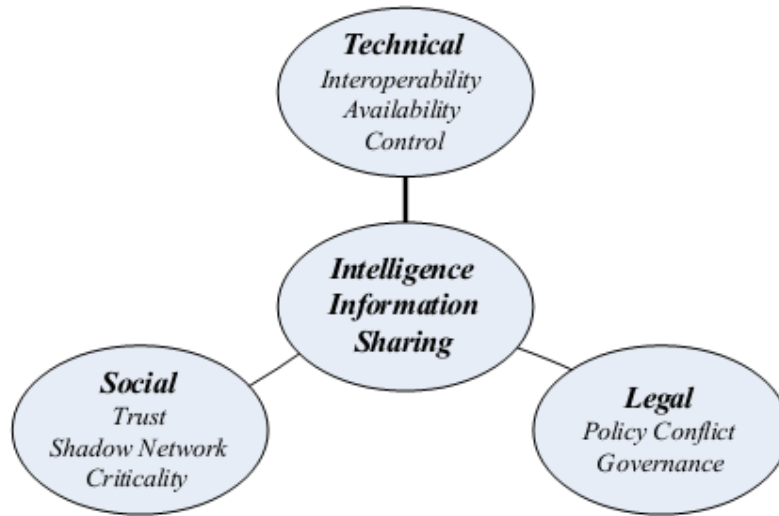 Technical
Interoperability
Availability
Control
Intelligence
Information
Sharing
Social
Trust
Shadow Network
Criticality
Legal
Policy Conflict
Governance